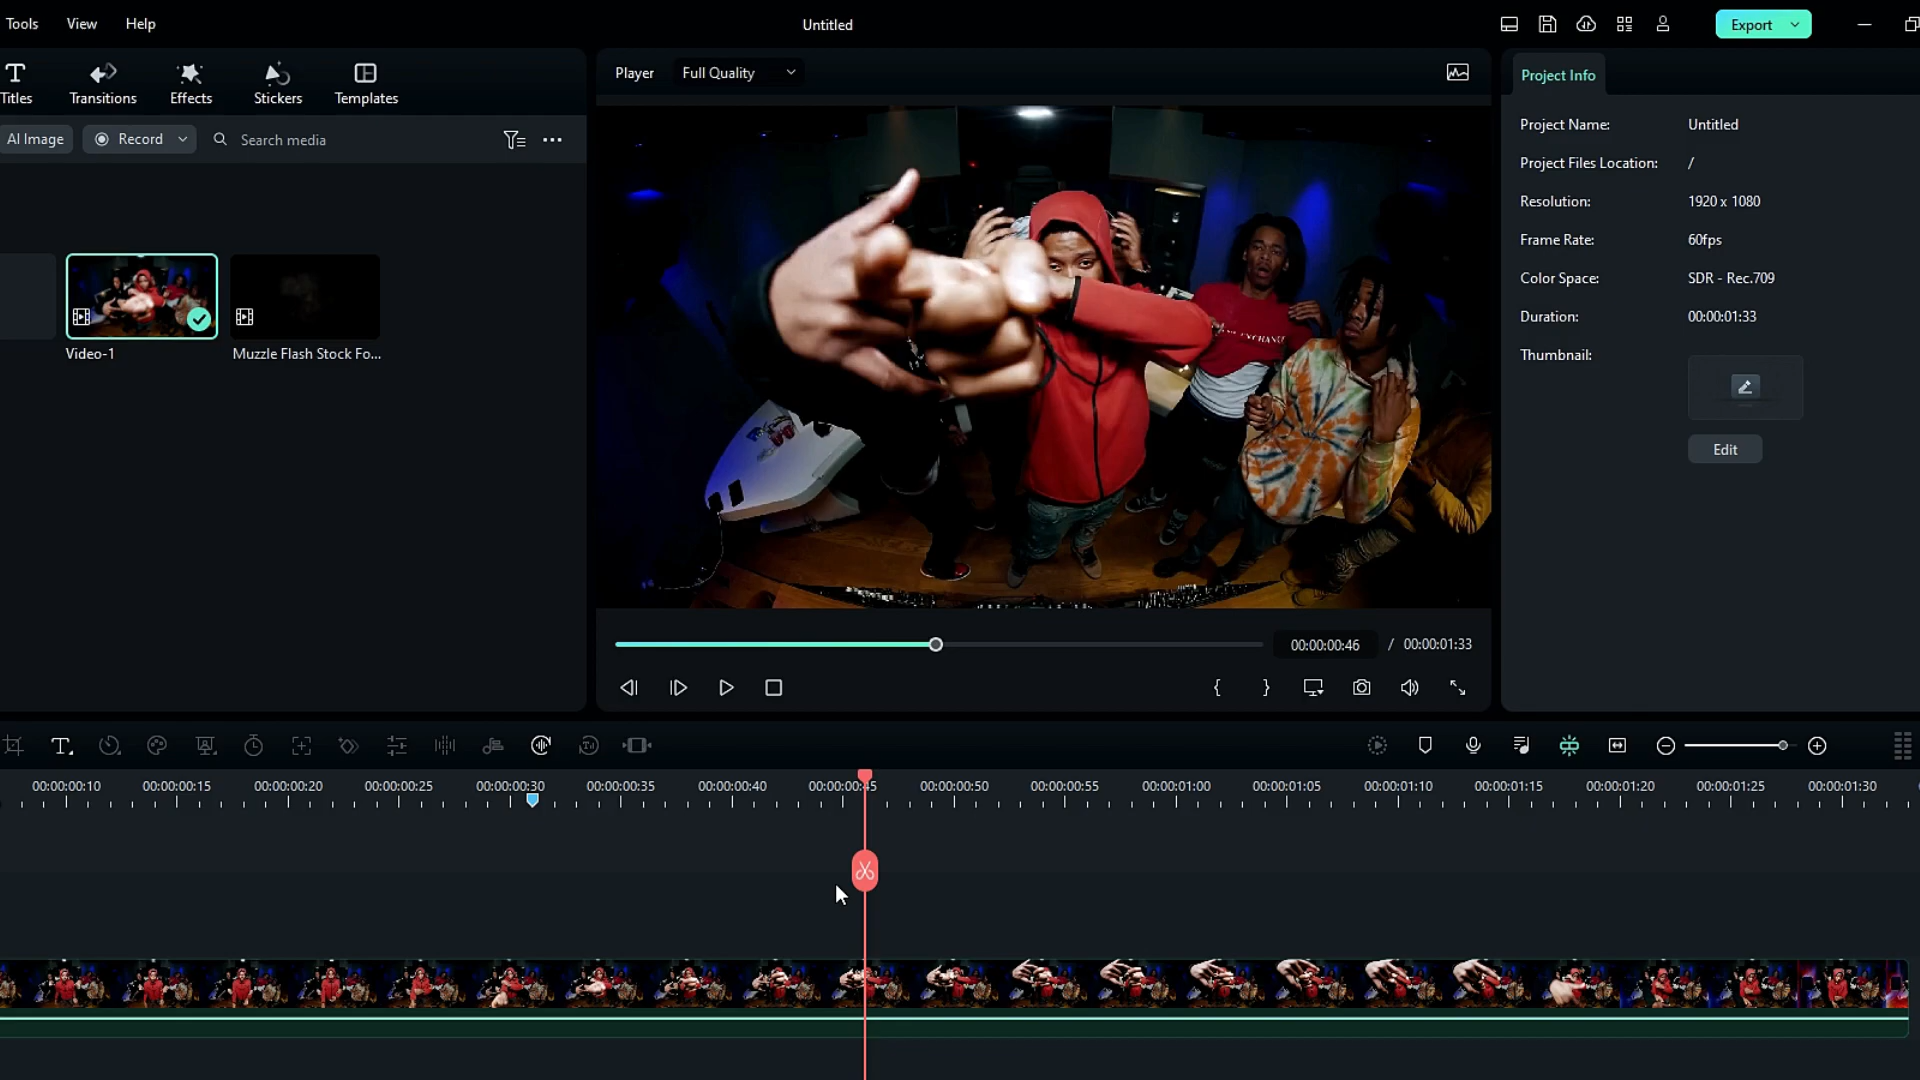 Tools View Help
Untitled
Export
Titles Transitions Effects Stickers Templates
AI Image Record Search media
Video-1
Muzzle Flash Stock Fo...
Player Full Quality
EXCHANGE
00:00:00:46 / 00:00:01:33
Project Info
Project Name: Untitled
Project Files Location: /
Resolution: 1920 x 1080
Frame Rate: 60fps
Color Space: SDR - Rec.709
Duration: 00:00:01:33
Thumbnail:
Edit
00:00:00:10 00:00:00:15 00:00:00:20 00:00:00:25 00:00:00:30 00:00:00:35 00:00:00:40 00:00:00:45 00:00:00:50 00:00:00:55 00:00:01:00 00:00:01:05 00:00:01:10 00:00:01:15 00:00:01:20 00:00:01:25 00:00:01:30